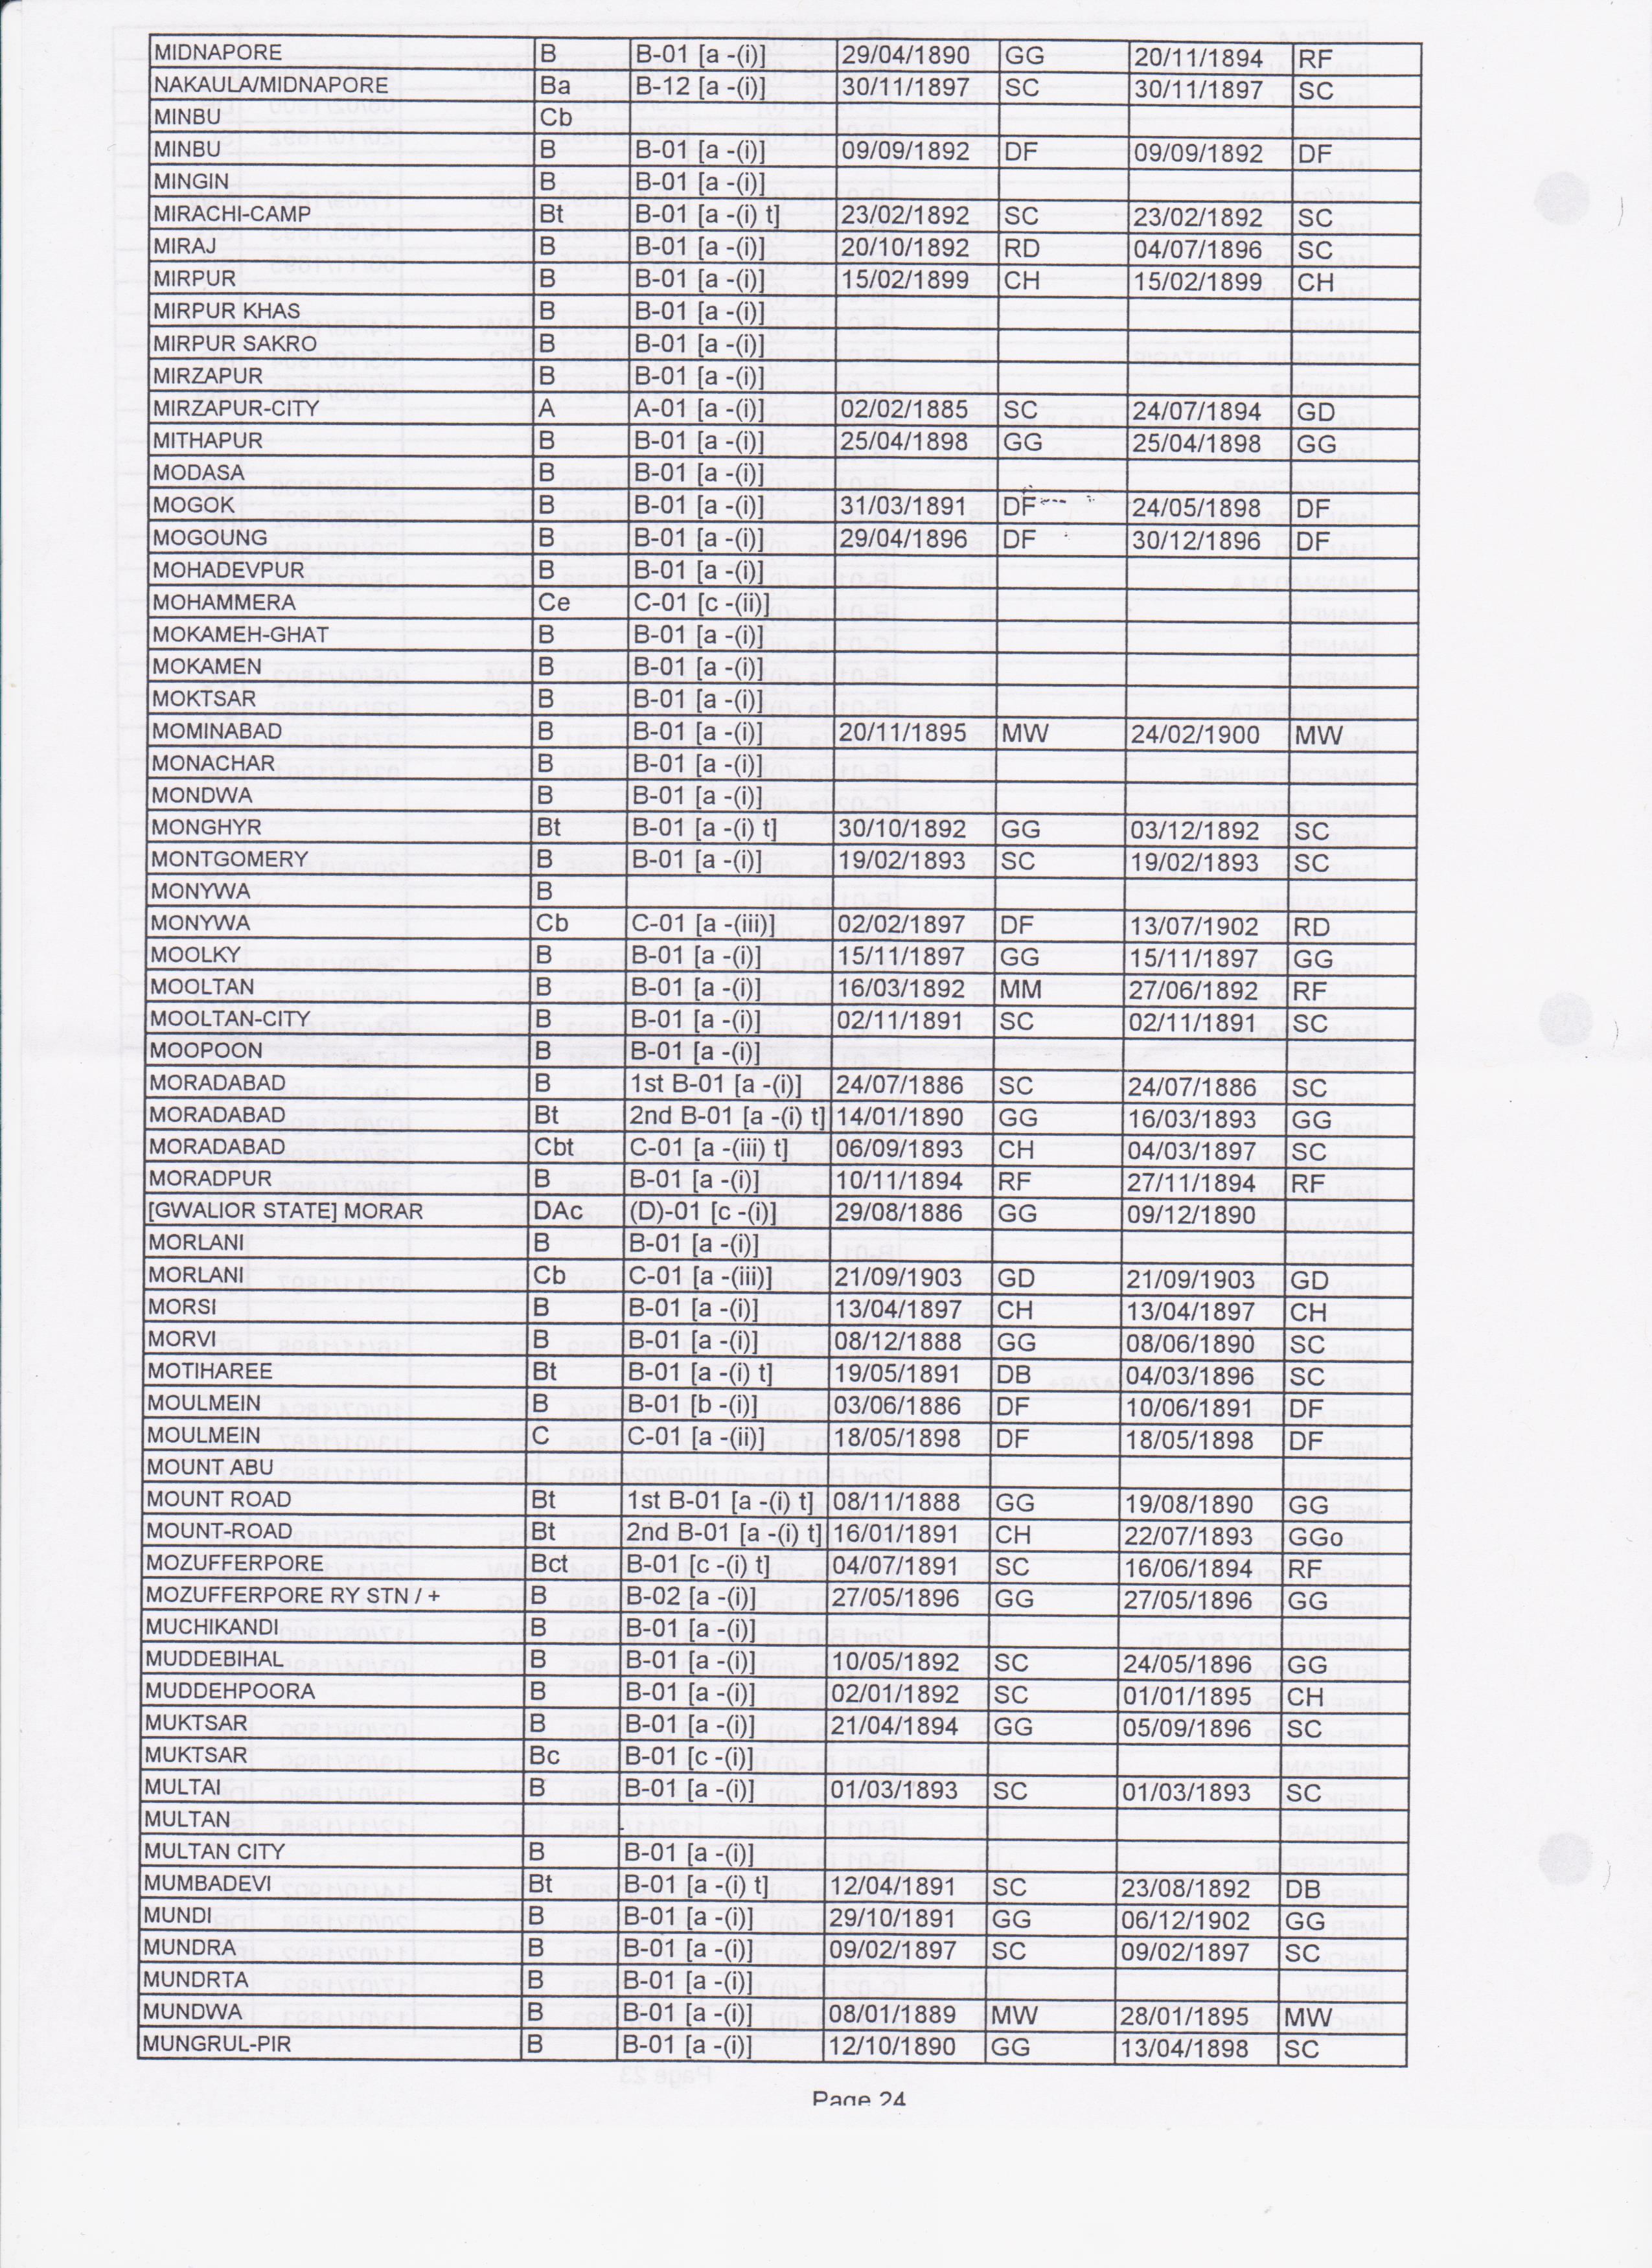 MIDNAPORE B B-01 [a -(i)] 29/04/1890 GG 20/11/1894 RF
NAKAULA/MIDNAPORE Ba B-12 [a -(i)] 30/11/1897 SC 30/11/1897 SC
MINBU Cb
MINBU B B-01 [a -(i)] 09/09/1892 DF 09/09/1892 DF
MINGIN B B-01 [a -(i)]
MIRACHI-CAMP Bt B-01 [a -(i) t] 23/02/1892 SC 23/02/1892 SC
MIRAJ B B-01 [a -(i)] 20/10/1892 RD 04/07/1896 SC
MIRPUR B B-01 [a -(i)] 15/02/1899 CH 15/02/1899 CH
MIRPUR KHAS B B-01 [a -(i)]
MIRPUR SAKRO B B-01 [a -(i)]
MIRZAPUR B B-01 [a -(i)]
MIRZAPUR-CITY A A-01 [a -(i)] 02/02/1885 SC 24/07/1894 GD
MITHAPUR B B-01 [a -(i)] 25/04/1898 GG 25/04/1898 GG
MODASA B B-01 [a -(i)]
MOGOK B B-01 [a -(i)] 31/03/1891 DF 24/05/1898 DF
MOGOUNG B B-01 [a -(i)] 29/04/1896 DF 30/12/1896 DF
MOHADEVPUR B B-01 [a -(i)]
MOHAMMERA Ce C-01 [c -(ii)]
MOKAMEH-GHAT B B-01 [a -(i)]
MOKAMEN B B-01 [a -(i)]
MOKTSAR B B-01 [a -(i)]
MOMINABAD B B-01 [a -(i)] 20/11/1895 MW 24/02/1900 MW
MONACHAR B B-01 [a -(i)]
MONDWA B B-01 [a -(i)]
MONGHYR Bt B-01 [a -(i) t] 30/10/1892 GG 03/12/1892 SC
MONTGOMERY B B-01 [a -(i)] 19/02/1893 SC 19/02/1893 SC
MONYWA B
MONYWA Cb C-01 [a -(iii)] 02/02/1897 DF 13/07/1902 RD
MOOLKY B B-01 [a -(i)] 15/11/1897 GG 15/11/1897 GG
MOOLTAN B B-01 [a -(i)] 16/03/1892 MM 27/06/1892 RF
MOOLTAN-CITY B B-01 [a -(i)] 02/11/1891 SC 02/11/1891 SC
MOOPOON B B-01 [a -(i)]
MORADABAD B 1st B-01 [a -(i)] 24/07/1886 SC 24/07/1886 SC
MORADABAD Bt 2nd B-01 [a -(i) t] 14/01/1890 GG 16/03/1893 GG
MORADABAD Cbt C-01 [a -(iii) t] 06/09/1893 CH 04/03/1897 SC
MORADPUR B B-01 [a -(i)] 10/11/1894 RF 27/11/1894 RF
[GWALIOR STATE] MORAR DAc (D)-01 [c -(i)] 29/08/1886 GG 09/12/1890
MORLANI B B-01 [a -(i)]
MORLANI Cb C-01 [a -(iii)] 21/09/1903 GD 21/09/1903 GD
MORSI B B-01 [a -(i)] 13/04/1897 CH 13/04/1897 CH
MORVI B B-01 [a -(i)] 08/12/1888 GG 08/06/1890 SC
MOTIHAREE Bt B-01 [a -(i) t] 19/05/1891 DB 04/03/1896 SC
MOULMEIN B B-01 [b -(i)] 03/06/1886 DF 10/06/1891 DF
MOULMEIN C C-01 [a -(ii)] 18/05/1898 DF 18/05/1898 DF
MOUNT ABU
MOUNT ROAD Bt 1st B-01 [a -(i) t] 08/11/1888 GG 19/08/1890 GG
MOUNT-ROAD Bt 2nd B-01 [a -(i) t] 16/01/1891 CH 22/07/1893 GGo
MOZUFFERPORE Bct B-01 [c -(i) t] 04/07/1891 SC 16/06/1894 RF
MOZUFFERPORE RY STN / + B B-02 [a -(i)] 27/05/1896 GG 27/05/1896 GG
MUCHIKANDI B B-01 [a -(i)]
MUDDEBIHAL B B-01 [a -(i)] 10/05/1892 SC 24/05/1896 GG
MUDDEHPOORA B B-01 [a -(i)] 02/01/1892 SC 01/01/1895 CH
MUKTSAR B B-01 [a -(i)] 21/04/1894 GG 05/09/1896 SC
MUKTSAR Bc B-01 [c -(i)]
MULTAI B B-01 [a -(i)] 01/03/1893 SC 01/03/1893 SC
MULTAN
MULTAN CITY B B-01 [a -(i)]
MUMBADEVI Bt B-01 [a -(i) t] 12/04/1891 SC 23/08/1892 DB
MUNDI B B-01 [a -(i)] 29/10/1891 GG 06/12/1902 GG
MUNDRA B B-01 [a -(i)] 09/02/1897 SC 09/02/1897 SC
MUNDRTA B B-01 [a -(i)]
MUNDWA B B-01 [a -(i)] 08/01/1889 MW 28/01/1895 MW
MUNGRUL-PIR B B-01 [a -(i)] 12/10/1890 GG 13/04/1898 SC
Page 24